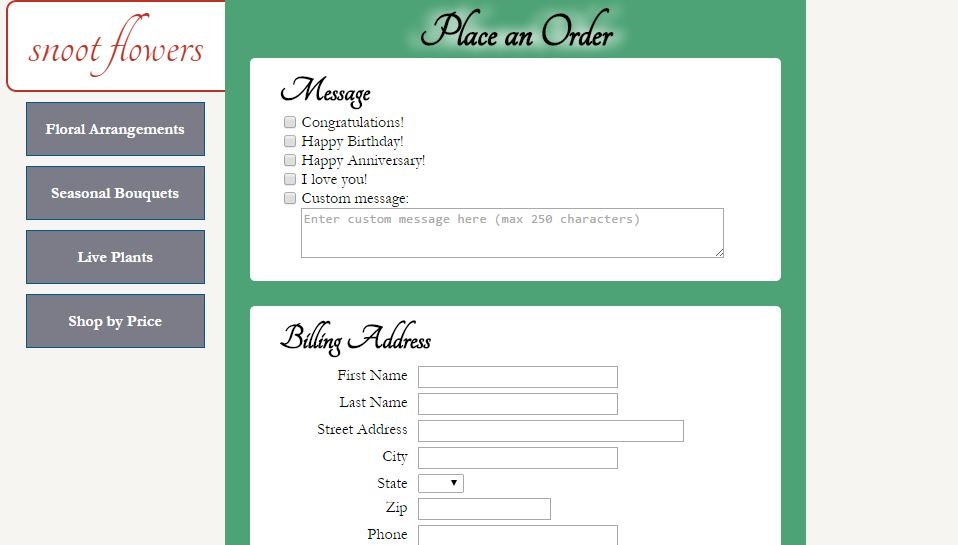 snoot flowers
Floral Arrangements
Seasonal Bouquets
Live Plants
Shop by Price
Place an Order
Message
Congratulations!
Happy Birthday!
Happy Anniversary!
I love you!
Custom message:
Enter custom message here (max 250 characters)
Billing Address
First Name
Last Name
Street Address
City
State
Zip
Phone